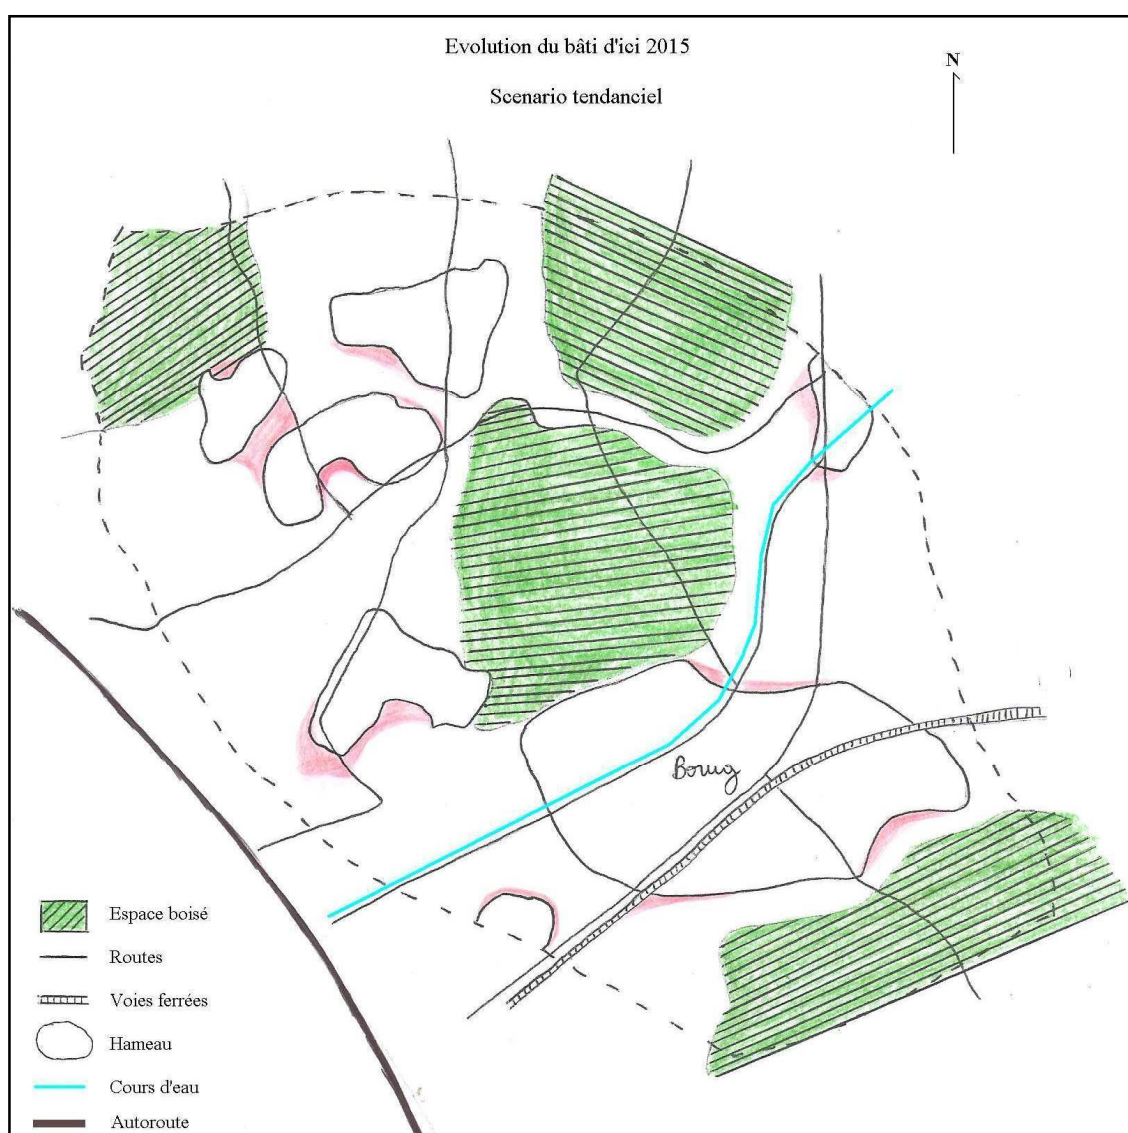 Evolution du bâti d'ici 2015
Scenario tendanciel
N
Bourg
Espace boisé
Routes
Voies ferrées
Hameau
Cours d'eau
Autoroute